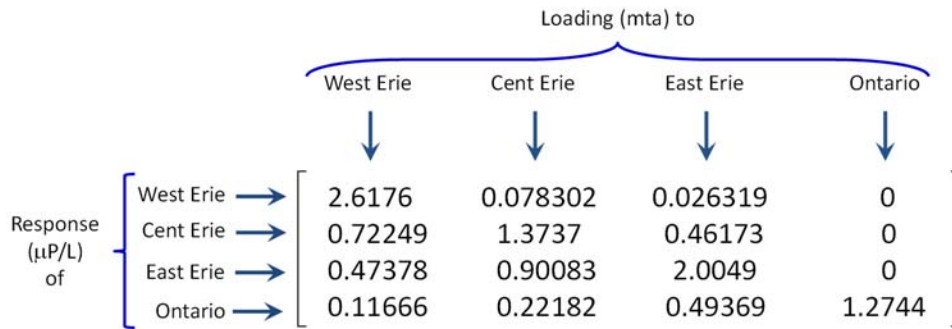 Loading (mta) to
West Erie Cent Erie East Erie Ontario
West Erie 2.6176 0.078302 0.026319 0
Response
Cent Erie 0.72249 1.3737 0.46173 0
(µP/L)
East Erie 0.47378 0.90083 2.0049 0
of
Ontario 0.11666 0.22182 0.49369 1.2744